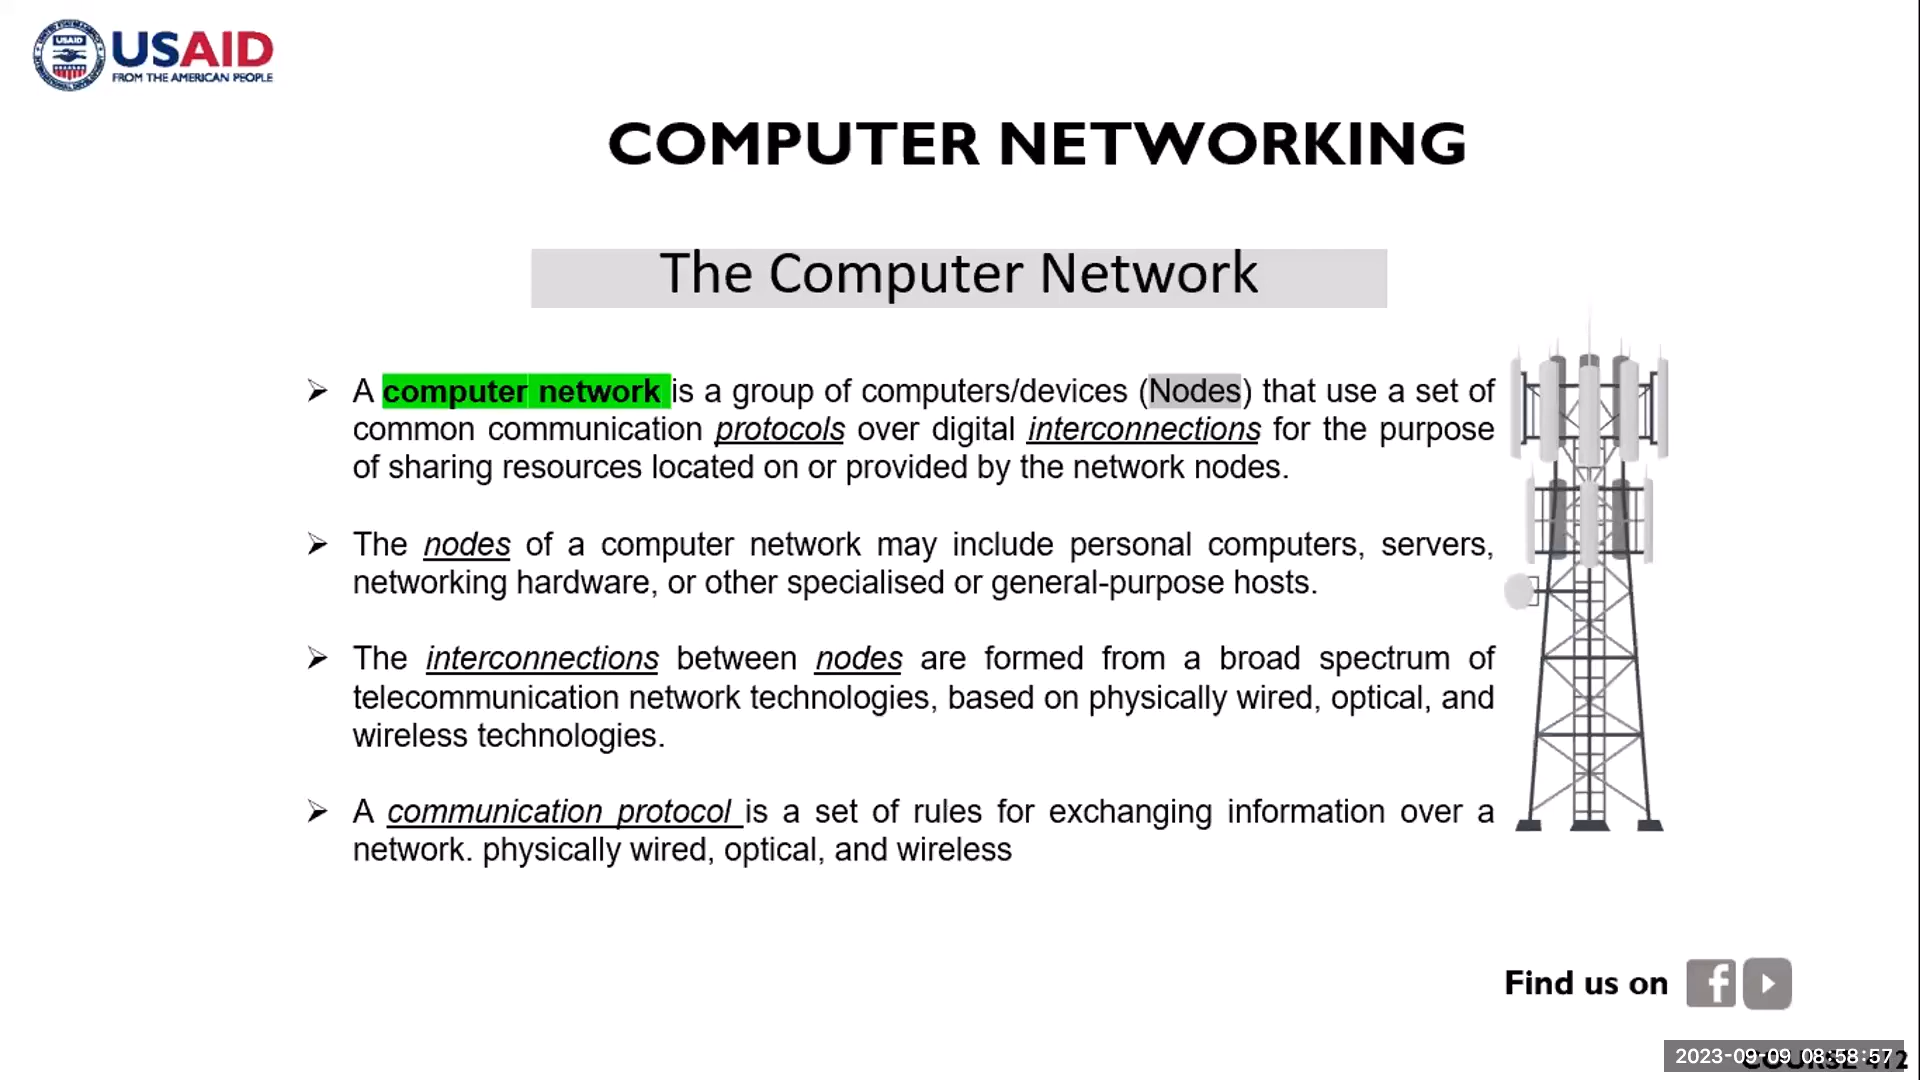 USAID
FROM THE AMERICAN PEOPLE
COMPUTER NETWORKING
The Computer Network
➢ A computer network is a group of computers/devices (Nodes) that use a set of
common communication protocols over digital interconnections for the purpose
of sharing resources located on or provided by the network nodes.
➢ The nodes of a computer network may include personal computers, servers,
networking hardware, or other specialised or general-purpose hosts.
➢ The interconnections between nodes are formed from a broad spectrum of
telecommunication network technologies, based on physically wired, optical, and
wireless technologies.
➢ A communication protocol is a set of rules for exchanging information over a
network. physically wired, optical, and wireless
Find us on
2023-09-09 08:58:57